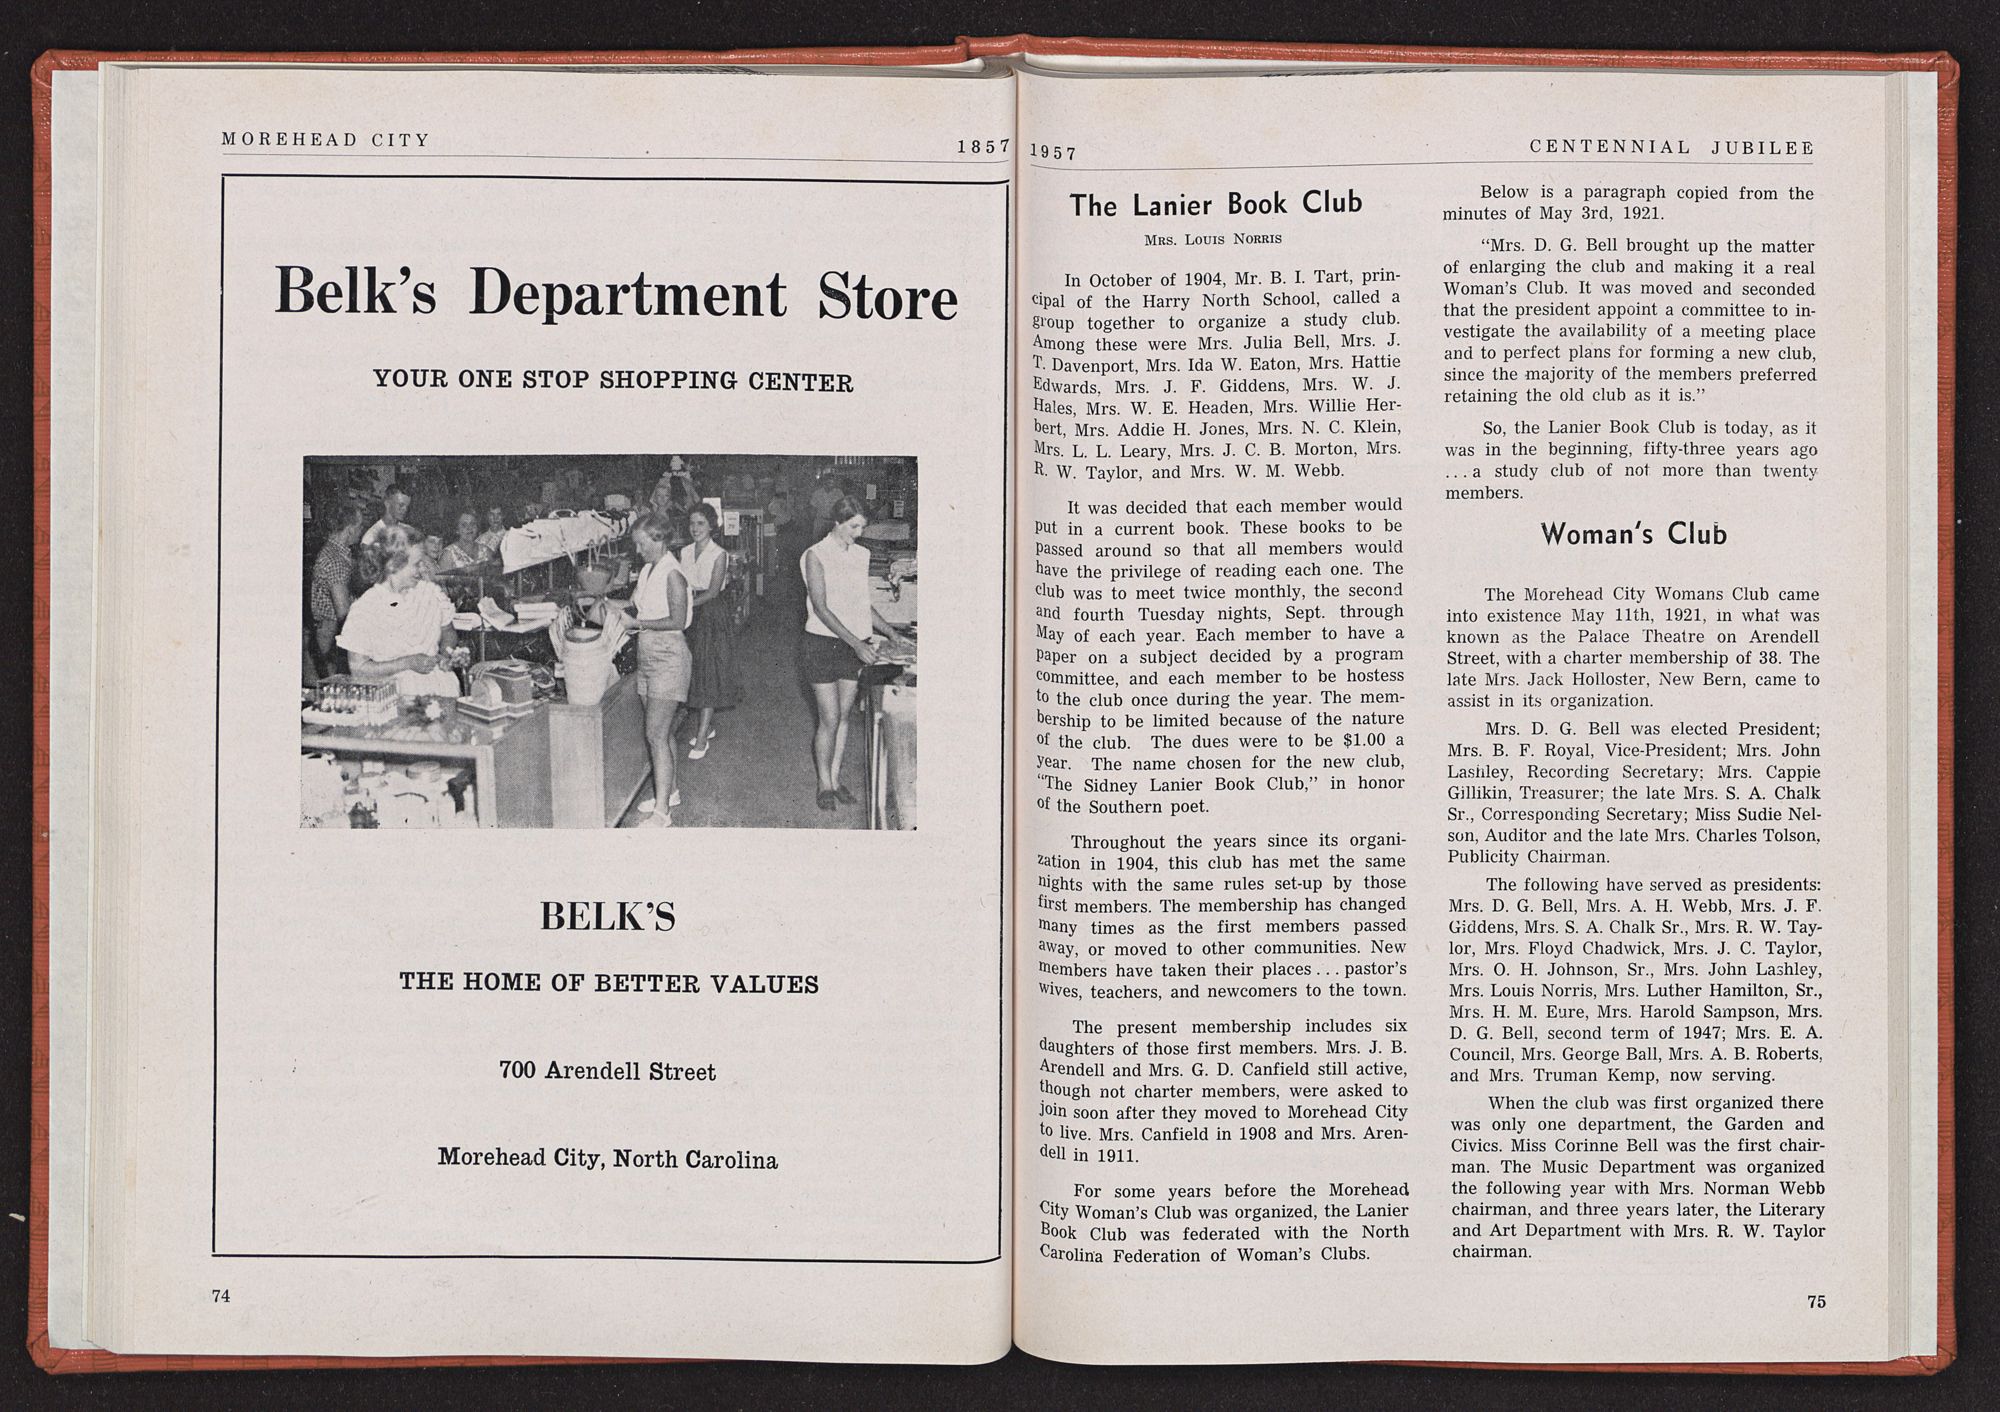 MOREHEAD CITY 1857
Belk's Department Store
YOUR ONE STOP SHOPPING CENTER
BELK'S
THE HOME OF BETTER VALUES
700 Arendell Street
Morehead City, North Carolina
74
1957 CENTENNIAL JUBILEE
The Lanier Book Club
MRS. LOUIS NORRIS
In October of 1904, Mr. B. I. Tart, prin-
cipal of the Harry North School, called a
group together to organize a study club.
Among these were Mrs. Julia Bell, Mrs. J.
T. Davenport, Mrs. Ida W. Eaton, Mrs. Hattie
Edwards, Mrs. J. F. Giddens, Mrs. W. J.
Hales, Mrs. W. E. Headen, Mrs. Willie Her-
bert, Mrs. Addie H. Jones, Mrs. N. C. Klein,
Mrs. L. L. Leary, Mrs. J. C. B. Morton, Mrs.
R. W. Taylor, and Mrs. W. M. Webb.
It was decided that each member would
put in a current book. These books to be
passed around so that all members would
have the privilege of reading each one. The
club was to meet twice monthly, the second
and fourth Tuesday nights, Sept. through
May of each year. Each member to have a
paper on a subject decided by a program
committee, and each member to be hostess
to the club once during the year. The mem-
bership to be limited because of the nature
of the club. The dues were to be $1.00 a
year. The name chosen for the new club,
"The Sidney Lanier Book Club," in honor
of the Southern poet.
Throughout the years since its organi-
zation in 1904, this club has met the same
nights with the same rules set-up by those
first members. The membership has changed
many times as the first members passed
away, or moved to other communities. New
members have taken their places . . . pastor's
wives, teachers, and newcomers to the town.
The present membership includes six
daughters of those first members. Mrs. J. B.
Arendell and Mrs. G. D. Canfield still active,
though not charter members, were asked to
join soon after they moved to Morehead City
to live. Mrs. Canfield in 1908 and Mrs. Aren-
dell in 1911.
For some years before the Morehead
City Woman's Club was organized, the Lanier
Book Club was federated with the North
Carolina Federation of Woman's Clubs.
Below is a paragraph copied from the
minutes of May 3rd, 1921.
"Mrs. D. G. Bell brought up the matter
of enlarging the club and making it a real
Woman's Club. It was moved and seconded
that the president appoint a committee to in-
vestigate the availability of a meeting place
and to perfect plans for forming a new club,
since the majority of the members preferred
retaining the old club as it is."
So, the Lanier Book Club is today, as it
was in the beginning, fifty-three years ago
. . . a study club of not more than twenty
members.
Woman's Club
The Morehead City Womans Club came
into existence May 11th, 1921, in what was
known as the Palace Theatre on Arendell
Street, with a charter membership of 38. The
late Mrs. Jack Holloster, New Bern, came to
assist in its organization.
Mrs. D. G. Bell was elected President;
Mrs. B. F. Royal, Vice-President; Mrs. John
Lashley, Recording Secretary; Mrs. Cappie
Gillikin, Treasurer; the late Mrs. S. A. Chalk
Sr., Corresponding Secretary; Miss Sudie Nel-
son, Auditor and the late Mrs. Charles Tolson,
Publicity Chairman.
The following have served as presidents:
Mrs. D. G. Bell, Mrs. A. H. Webb, Mrs. J. F.
Giddens, Mrs. S. A. Chalk Sr., Mrs. R. W. Tay-
lor, Mrs. Floyd Chadwick, Mrs. J. C. Taylor,
Mrs. O. H. Johnson, Sr., Mrs. John Lashley,
Mrs. Louis Norris, Mrs. Luther Hamilton, Sr.,
Mrs. H. M. Eure, Mrs. Harold Sampson, Mrs.
D. G. Bell, second term of 1947; Mrs. E. A.
Council, Mrs. George Ball, Mrs. A. B. Roberts,
and Mrs. Truman Kemp, now serving.
When the club was first organized there
was only one department, the Garden and
Civics. Miss Corinne Bell was the first chair-
man. The Music Department was organized
the following year with Mrs. Norman Webb
chairman, and three years later, the Literary
and Art Department with Mrs. R. W. Taylor
chairman.
75